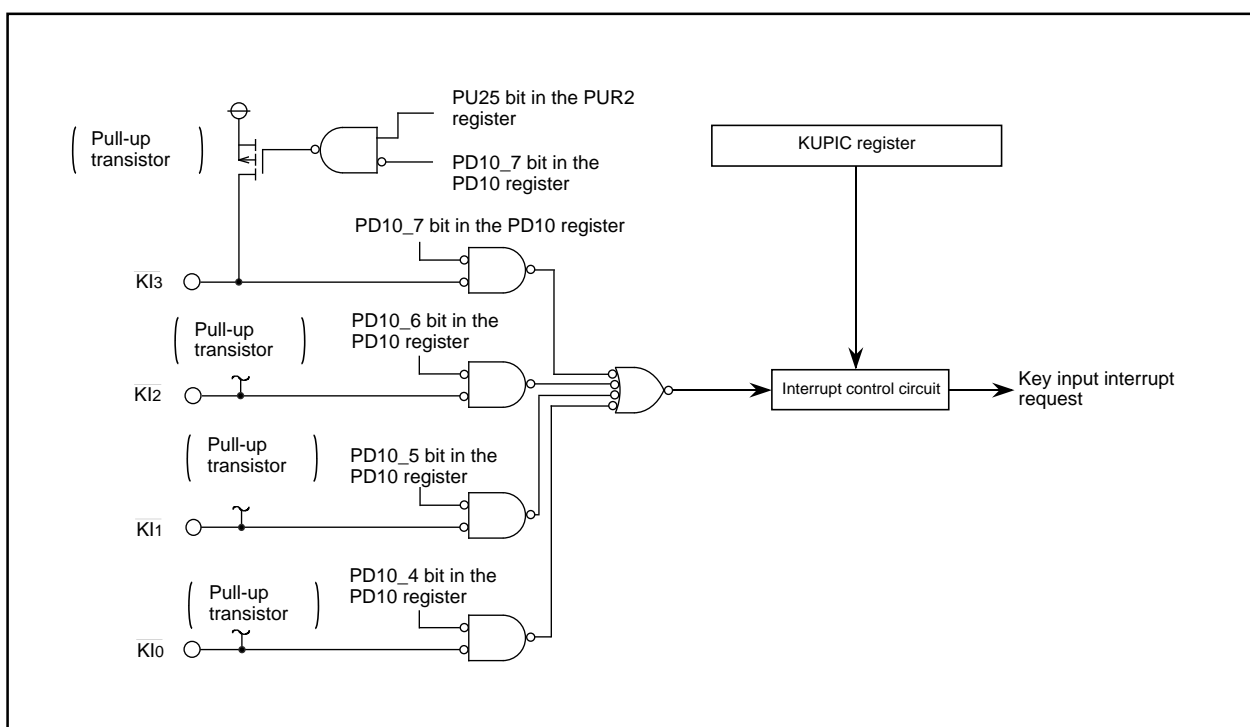 PU25 bit in the PUR2
register
Pull-up
transistor
KUPIC register
PD10_7 bit in the
PD10 register
PD10_7 bit in the PD10 register
KI3
Pull-up
transistor
PD10_6 bit in the
PD10 register
KI2
Interrupt control circuit
Key input interrupt
request
Pull-up
transistor
PD10_5 bit in the
PD10 register
KI1
Pull-up
transistor
PD10_4 bit in the
PD10 register
KI0